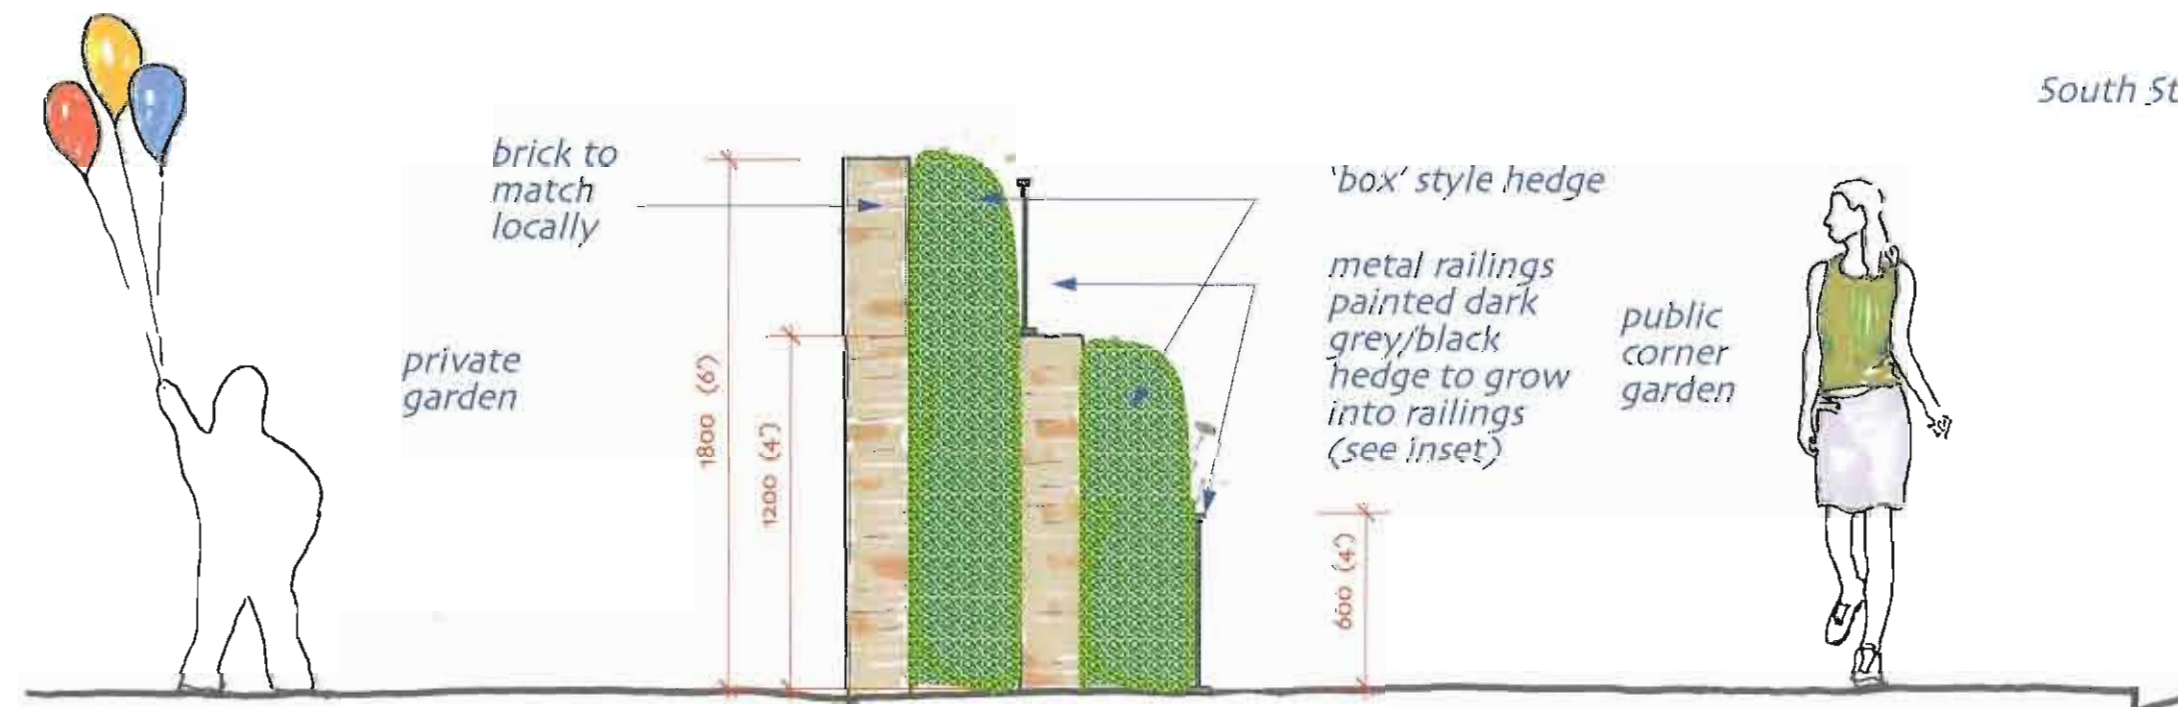 South St
brick to
match
locally
'box' style hedge
metal railings
painted dark
grey/black
hedge to grow
into railings
(see inset)
public
corner
garden
private
garden
1800 (6')
1200 (4')
600 (4')